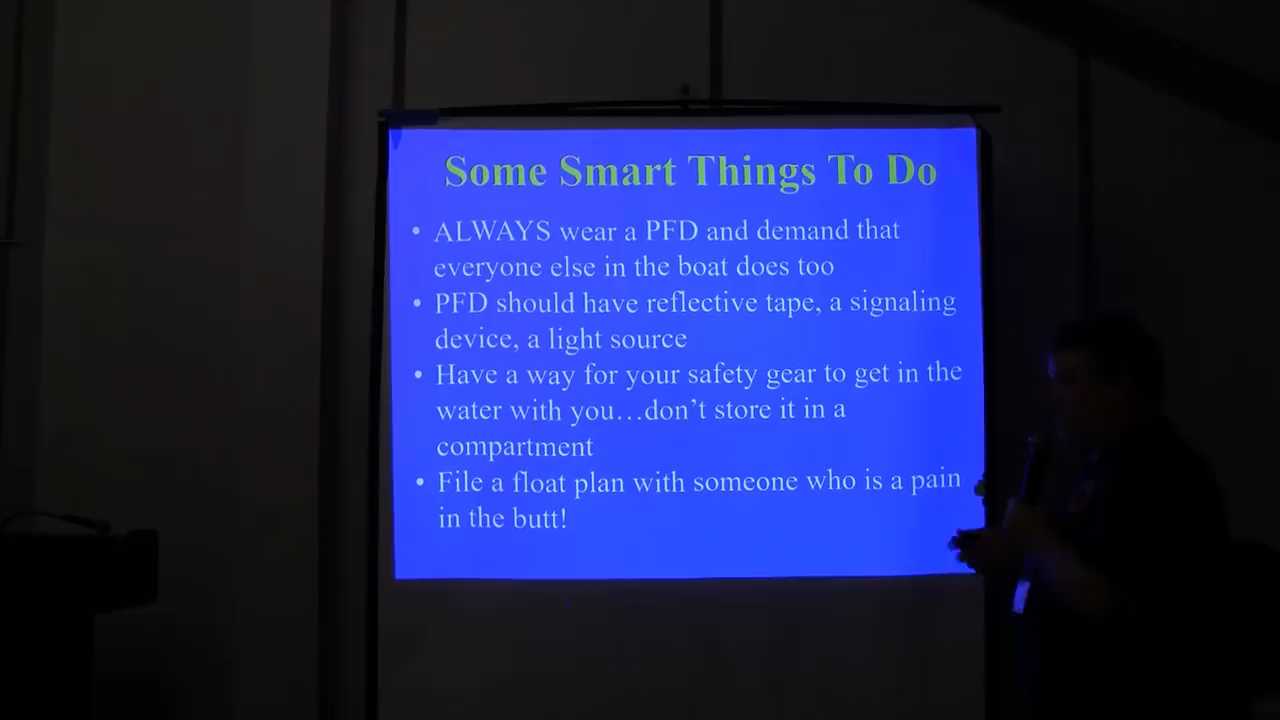 Some Smart Things To Do
• ALWAYS wear a PFD and demand that
everyone else in the boat does too
• PFD should have reflective tape, a signaling
device, a light source
• Have a way for your safety gear to get in the
water with you…don't store it in a
compartment
• File a float plan with someone who is a pain
in the butt!